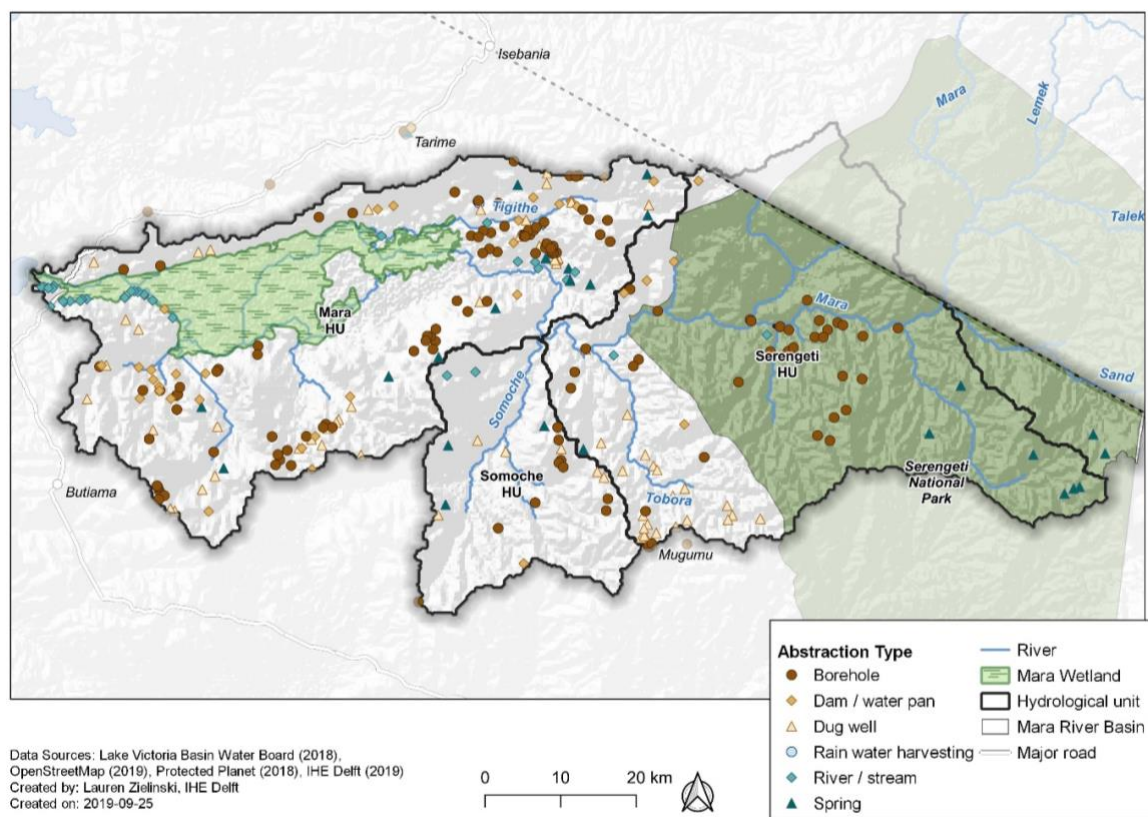 Isebania
Mara
Lemek
Tarime
Talek
Tigithe
Mara
HU
Mara
Serengeti
HU
Sand
Somoche
Serengeti
National
Park
Butiama
Somoche
HU
Tobora
Mugumu
Abstraction Type
Borehole
Dam / water pan
Dug well
Rain water harvesting
River / stream
Spring
River
Mara Wetland
Hydrological unit
Mara River Basin
Major road
Data Sources: Lake Victoria Basin Water Board (2018),
OpenStreetMap (2019), Protected Planet (2018), IHE Delft (2019)
Created by: Lauren Zielinski, IHE Delft
Created on: 2019-09-25
0 10 20 km